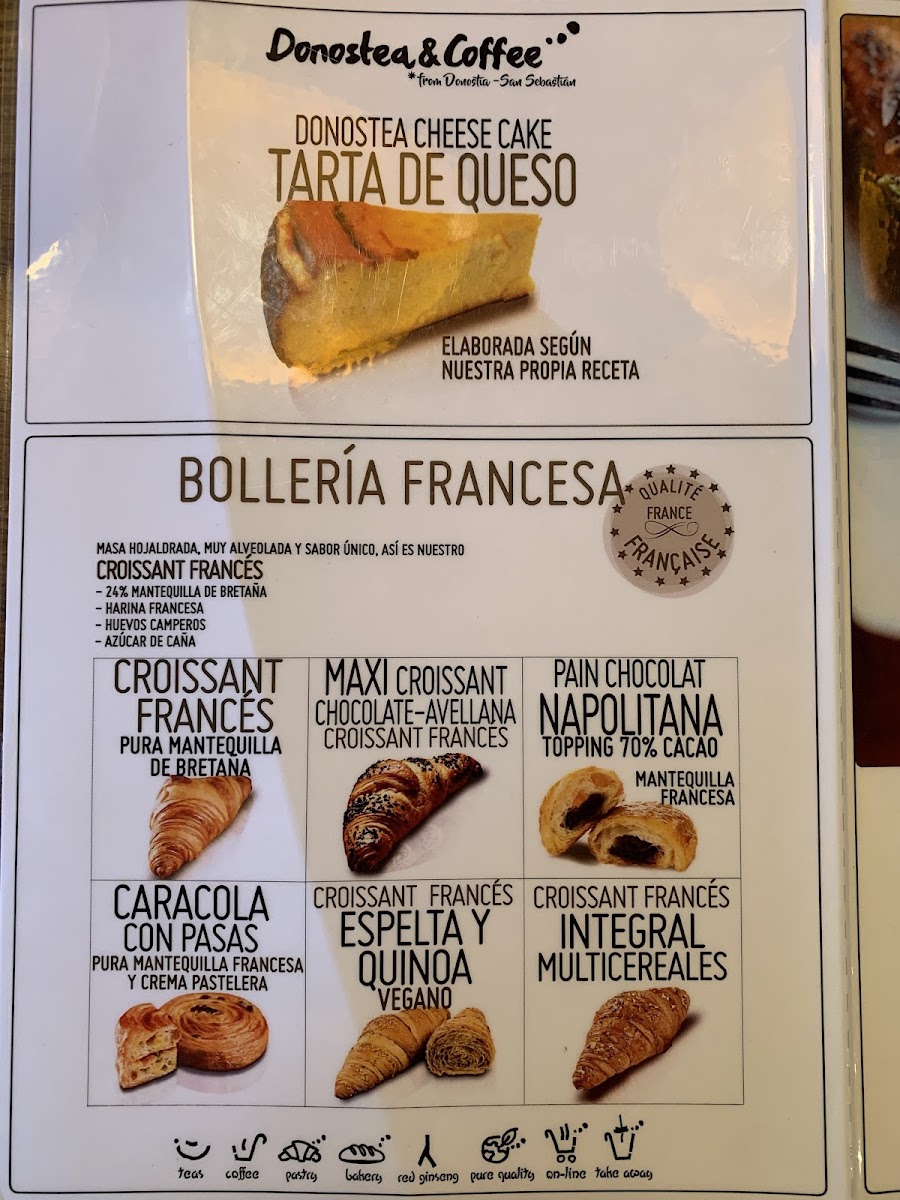 Donostea & Coffee
*from Donostia - San Sebastián
DONOSTEA CHEESE CAKE
TARTA DE QUESO
ELABORADA SEGÚN
NUESTRA PROPIA RECETA
BOLLERÍA FRANCESA
QUALITÉ
FRANCE
FRANÇAISE
MASA HOJALDRADA, MUY ALVEOLADA Y SABOR ÚNICO, ASÍ ES NUESTRO
CROISSANT FRANCÉS
- 24% MANTEQUILLA DE BRETAÑA
- HARINA FRANCESA
- HUEVOS CAMPEROS
- AZÚCAR DE CAÑA
CROISSANT
FRANCÉS
PURA MANTEQUILLA
DE BRETAÑA
MAXI CROISSANT
CHOCOLATE-AVELLANA
CROISSANT FRANCES
PAIN CHOCOLAT
NAPOLITANA
TOPPING 70% CACAO
MANTEQUILLA
FRANCESA
CARACOLA
CON PASAS
PURA MANTEQUILLA FRANCESA
Y CREMA PASTELERA
CROISSANT FRANCÉS
ESPELTA Y
QUINOA
VEGANO
CROISSANT FRANCÉS
INTEGRAL
MULTICEREALES
teas coffee pastry bakery red ginseng pure quality on-line take away